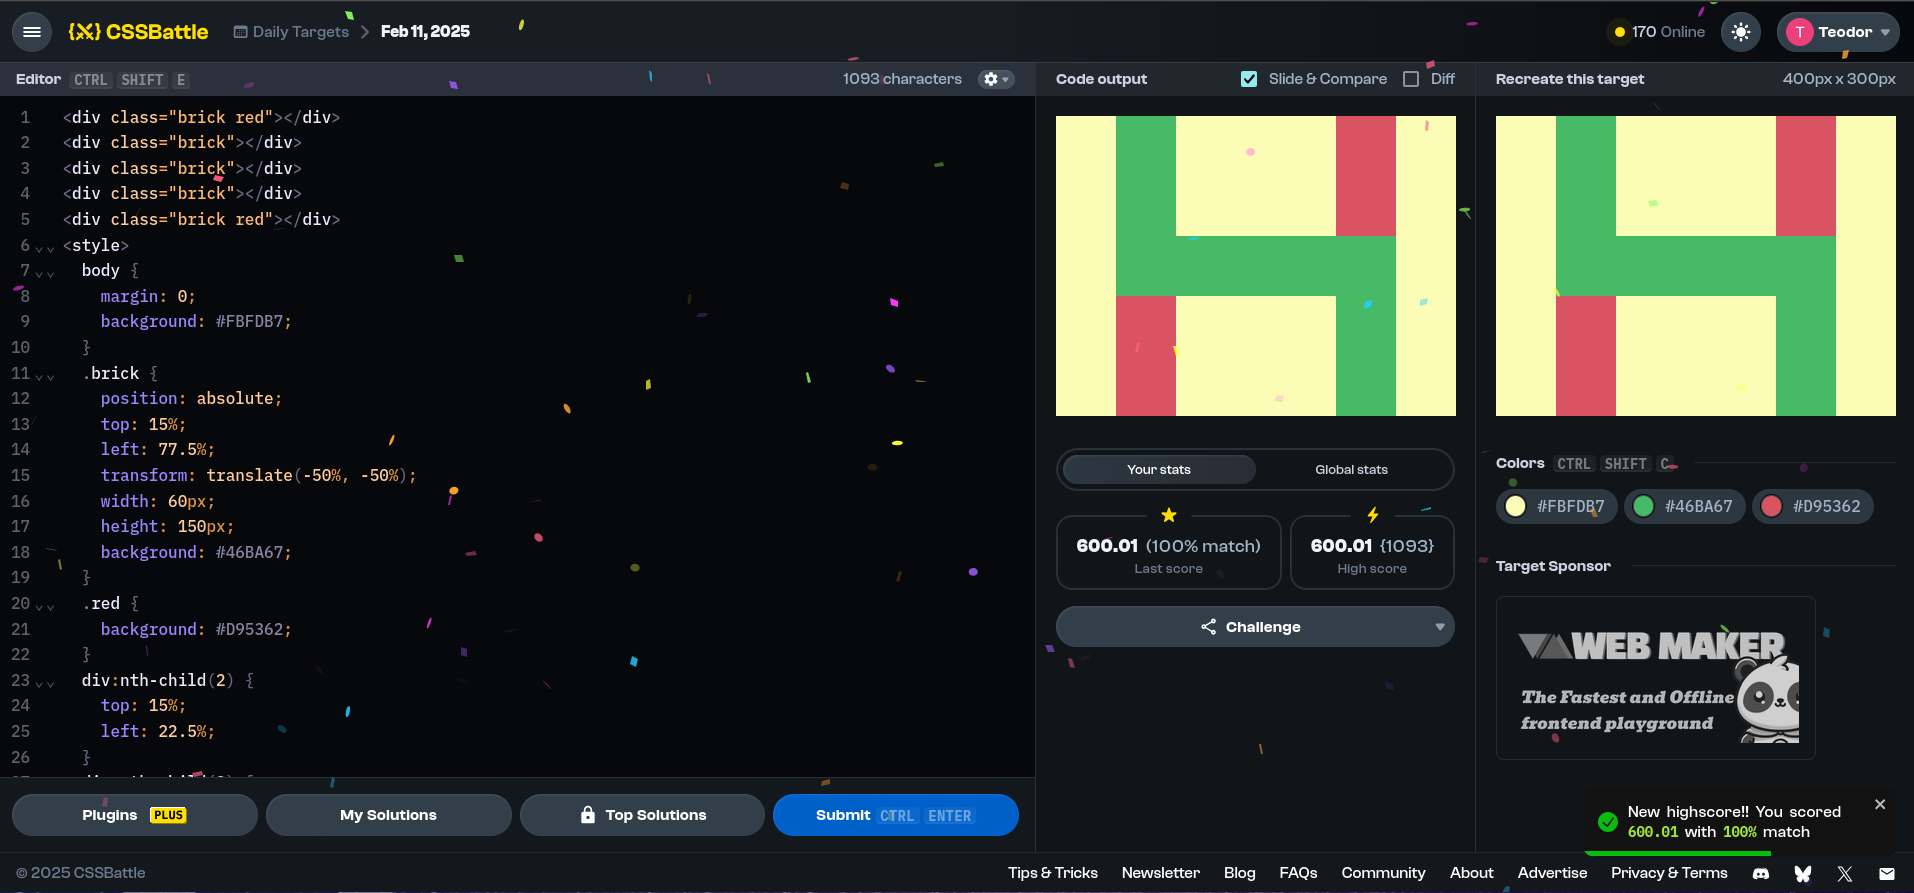 CSSBattle
Daily Targets
Feb 11, 2025
170 Online
T
Teodor
Editor CTRL SHIFT E
1093 characters
1 <div class="brick red"></div>
2 <div class="brick"></div>
3 <div class="brick"></div>
4 <div class="brick"></div>
5 <div class="brick red"></div>
6 <style>
7 body {
8 margin: 0;
9 background: #FBFDB7;
10 }
11 .brick {
12 position: absolute;
13 top: 15%;
14 left: 77.5%;
15 transform: translate(-50%, -50%);
16 width: 60px;
17 height: 150px;
18 background: #46BA67;
19 }
20 .red {
21 background: #D95362;
22 }
23 div:nth-child(2) {
24 top: 15%;
25 left: 22.5%;
26 }
Plugins PLUS
My Solutions
Top Solutions
Submit CTRL ENTER
Code output
Slide & Compare
Diff
Your stats
Global stats
600.01 (100% match)
Last score
600.01 {1093}
High score
Challenge
Recreate this target
400px x 300px
Colors CTRL SHIFT C
#FBFDB7
#46BA67
#D95362
Target Sponsor
WEB MAKER
The Fastest and Offline
frontend playground
New highscore!! You scored
600.01 with 100% match
© 2025 CSSBattle
Tips & Tricks
Newsletter
Blog
FAQs
Community
About
Advertise
Privacy & Terms